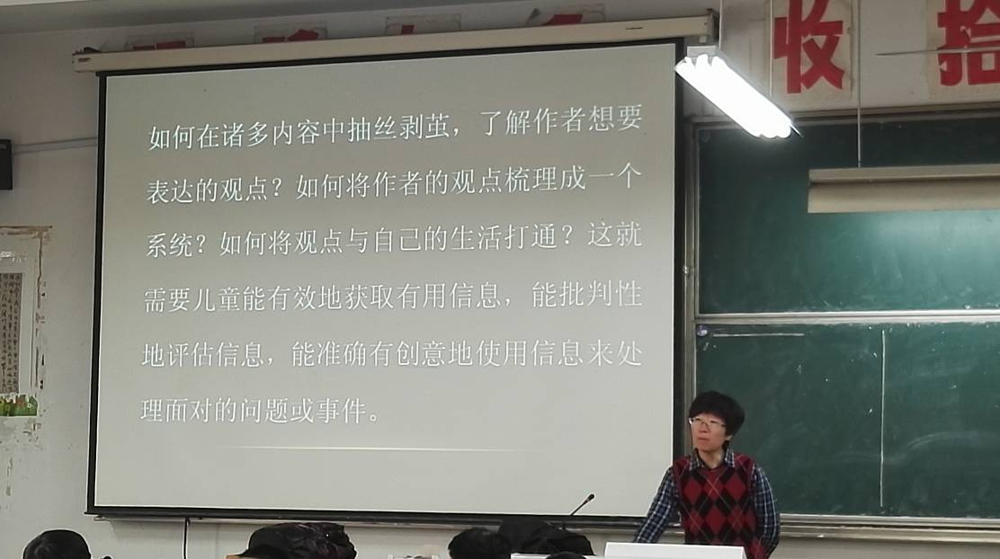 收 拾
如何在诸多内容中抽丝剥茧，了解作者想要
表达的观点？如何将作者的观点梳理成一个
系统？如何将观点与自己的生活打通？这就
需要儿童能有效地获取有用信息，能批判性
地评估信息，能准确有创意地使用信息来处
理面对的问题或事件。